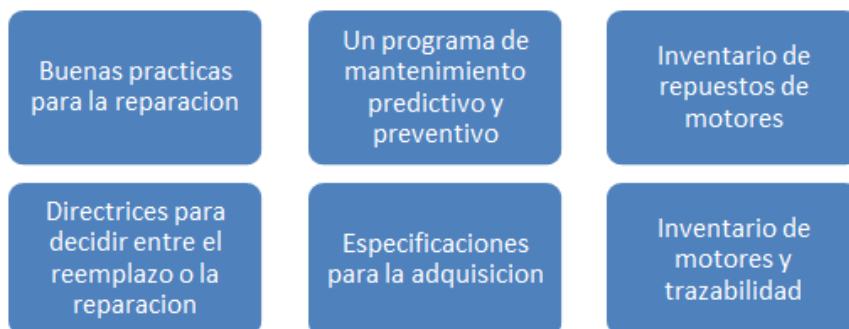 Buenas practicas
para la reparacion
Un programa de
mantenimiento
predictivo y
preventivo
Inventario de
repuestos de
motores
Directrices para
decidir entre el
reemplazo o la
reparacion
Especificaciones
para la adquisicion
Inventario de
motores y
trazabilidad